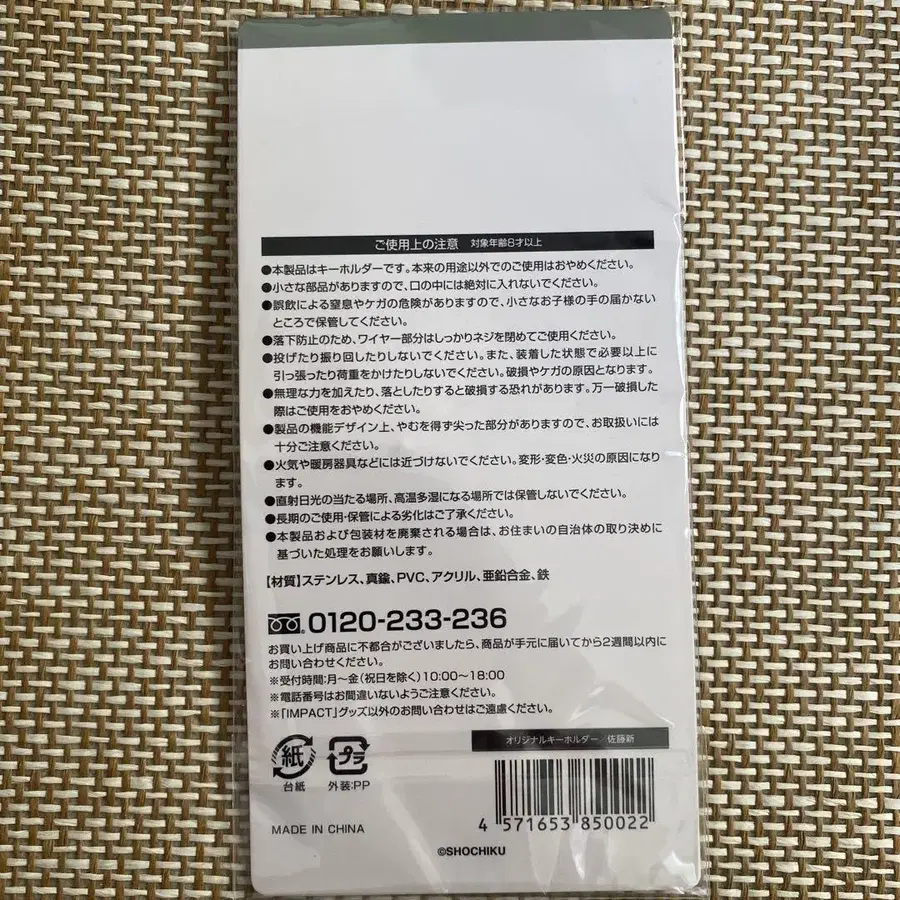 ご使用上の注意 対象年齢8才以上
●本製品はキーホルダーです。本来の用途以外でのご使用はおやめください。
●小さな部品がありますので、口の中には絶対に入れないでください。
●誤飲による窒息やケガの危険がありますので、小さなお子様の手の届かない
ところで保管してください。
●落下防止のため、ワイヤー部分はしっかりネジを閉めてご使用ください。
●投げたり振り回したりしないでください。また、装着した状態で必要以上に
引っ張ったり荷重をかけたりしないでください。破損やケガの原因となります。
●無理な力を加えたり、落としたりすると破損する恐れがあります。万一破損した
際はご使用をおやめください。
●製品の機能デザイン上、やむを得ず尖った部分がありますので、お取扱いには
十分ご注意ください。
●火気や暖房器具などには近づけないでください。変形・変色・火災の原因になり
ます。
●直射日光の当たる場所、高温多湿になる場所では保管しないでください。
●長期のご使用・保管による劣化はご了承ください。
●本製品および包装材を廃棄される場合は、お住まいの自治体の取り決めに
基づいた処理をお願いします。
【材質】ステンレス、真鍮、PVC、アクリル、亜鉛合金、鉄
0120-233-236
お買い上げ商品に不都合がございましたら、商品が手元に届いてから2週間以内に
お問い合わせください。
※受付時間:月～金(祝日を除く)10:00～18:00
※電話番号はお間違いないようご注意ください。
※「IMPACT」グッズ以外のお問い合わせはご遠慮ください。
オリジナルキーホルダー/佐藤新
紙
プラ
台紙
外装:PP
4 571653 850022
MADE IN CHINA
©SHOCHIKU